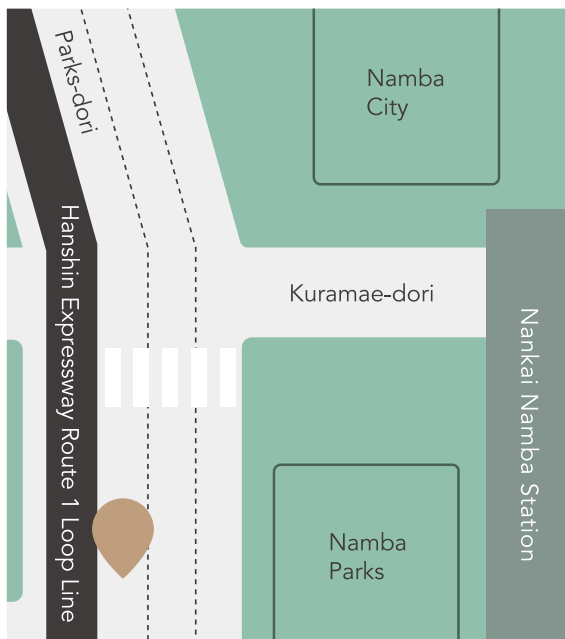 Parks-dori
Namba
City
Hanshin Expressway Route 1 Loop Line
Kuramae-dori
Nankai Namba Station
Namba
Parks